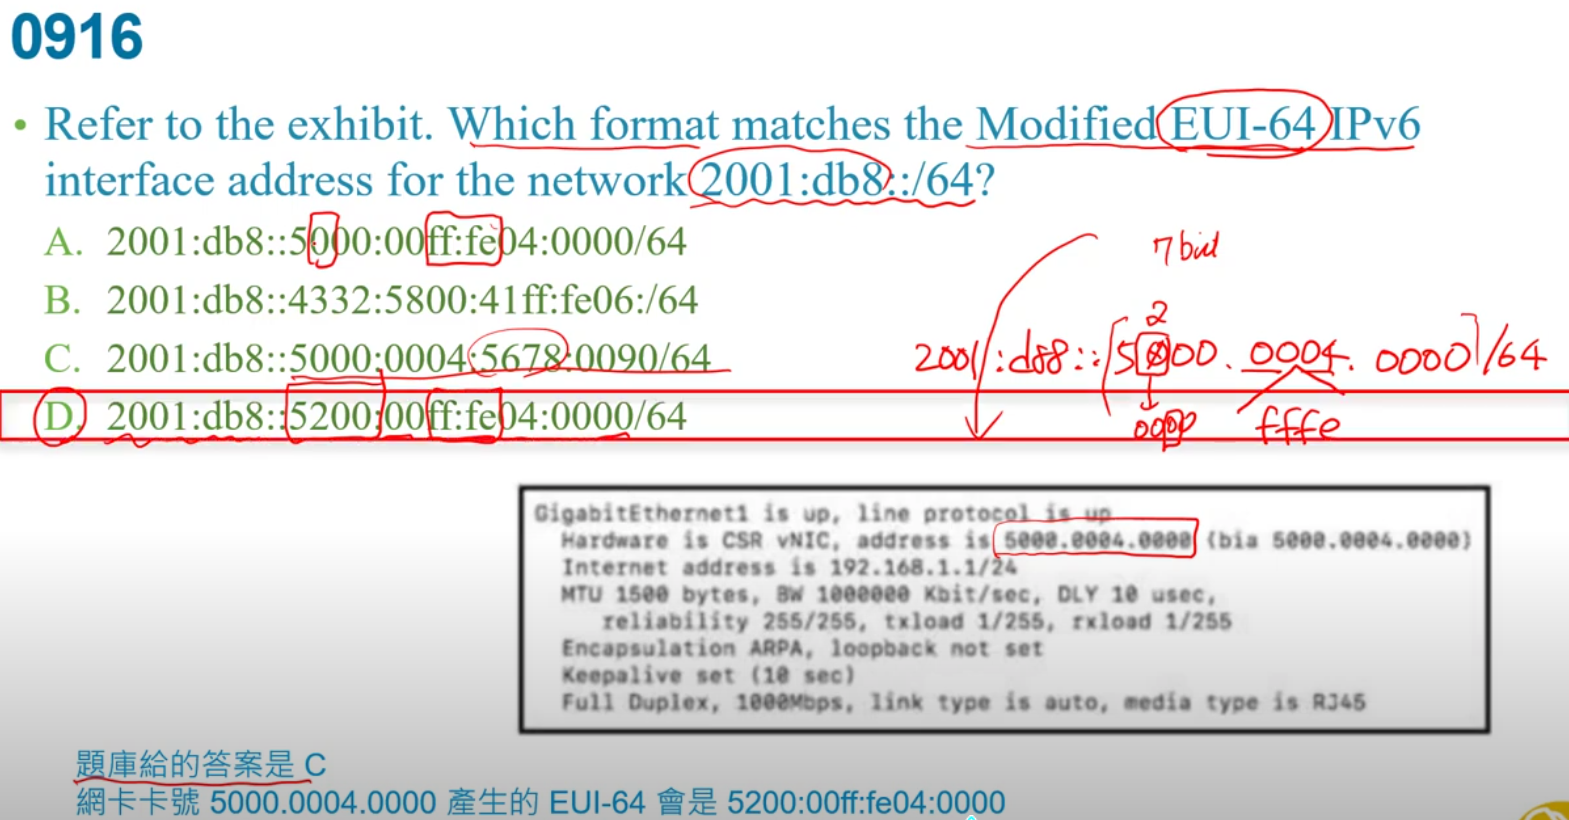 0916
• Refer to the exhibit. Which format matches the Modified EUI-64 IPv6
interface address for the network 2001:db8::/64?
A. 2001:db8::5000:00ff:fe04:0000/64
B. 2001:db8::4332:5800:41ff:fe06:/64
C. 2001:db8::5000:0004:5678:0090/64
D. 2001:db8::5200:00ff:fe04:0000/64
7 bit
2
2001:db8::[5000.0004.0000]/64
0000
fffe
GigabitEthernet1 is up, line protocol is up
Hardware is CSR vNIC, address is 5000.0004.0000 (bia 5000.0004.0000)
Internet address is 192.168.1.1/24
MTU 1500 bytes, BW 1000000 Kbit/sec, DLY 10 usec,
reliability 255/255, txload 1/255, rxload 1/255
Encapsulation ARPA, loopback not set
Keepalive set (10 sec)
Full Duplex, 1000Mbps, link type is auto, media type is RJ45
題庫給的答案是 C
網卡卡號 5000.0004.0000 產生的 EUI-64 會是 5200:00ff:fe04:0000